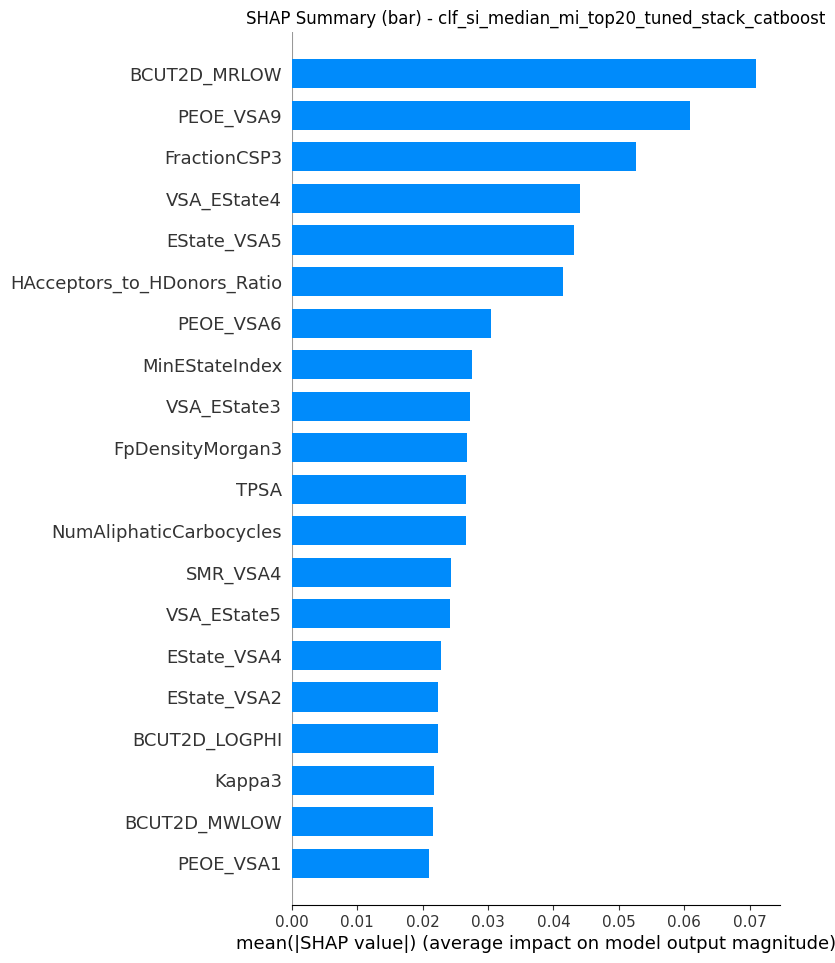 SHAP Summary (bar) - clf_si_median_mi_top20_tuned_stack_catboost
BCUT2D_MRLOW
PEOE_VSA9
FractionCSP3
VSA_EState4
EState_VSA5
HAcceptors_to_HDonors_Ratio
PEOE_VSA6
MinEStateIndex
VSA_EState3
FpDensityMorgan3
TPSA
NumAliphaticCarbocycles
SMR_VSA4
VSA_EState5
EState_VSA4
EState_VSA2
BCUT2D_LOGPHI
Kappa3
BCUT2D_MWLOW
PEOE_VSA1
0.00 0.01 0.02 0.03 0.04 0.05 0.06 0.07
mean(|SHAP value|) (average impact on model output magnitude)